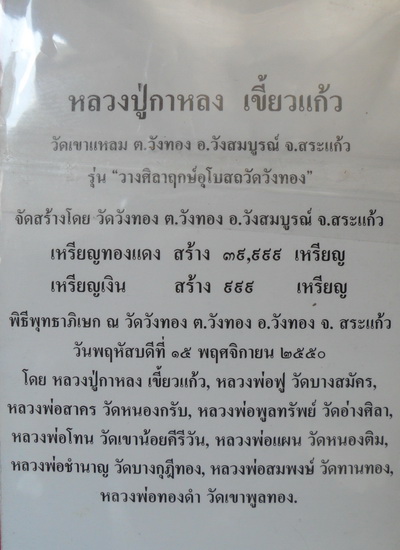 หลวงปู่กาหลง เขี้ยวแก้ว
วัดเขาแหลม ต.วังทอง อ.วังสมบูรณ์ จ.สระแก้ว
รุ่น “วางศิลาฤกษ์อุโบสถวัดวังทอง”
จัดสร้างโดย วัดวังทอง ต.วังทอง อ.วังสมบูรณ์ จ.สระแก้ว
เหรียญทองแดง สร้าง ๓๙,๙๙๙ เหรียญ
เหรียญเงิน สร้าง ๙๙๙ เหรียญ
พิธีพุทธาภิเษก ณ วัดวังทอง ต.วังทอง อ.วังทอง จ. สระแก้ว
วันพฤหัสบดีที่ ๑๕ พฤศจิกายน ๒๕๕๐
โดย หลวงปู่กาหลง เขี้ยวแก้ว, หลวงพ่อฟู วัดบางสมัคร,
หลวงพ่อสาคร วัดหนองกรับ, หลวงพ่อพูลทรัพย์ วัดอ่างศิลา,
หลวงพ่อโทน วัดเขาน้อยคีรีวัน, หลวงพ่อแผน วัดหนองติม,
หลวงพ่อชำนาญ วัดบางกุฎีทอง, หลวงพ่อสมพงษ์ วัดทานทอง,
หลวงพ่อทองดำ วัดเขาพูลทอง.